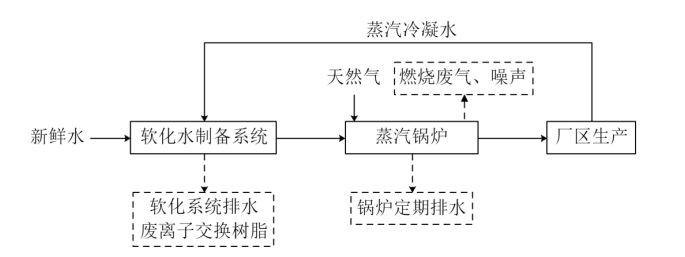 蒸汽冷凝水
天然气
燃烧废气、噪声
新鲜水
软化水制备系统
蒸汽锅炉
厂区生产
软化系统排水
废离子交换树脂
锅炉定期排水